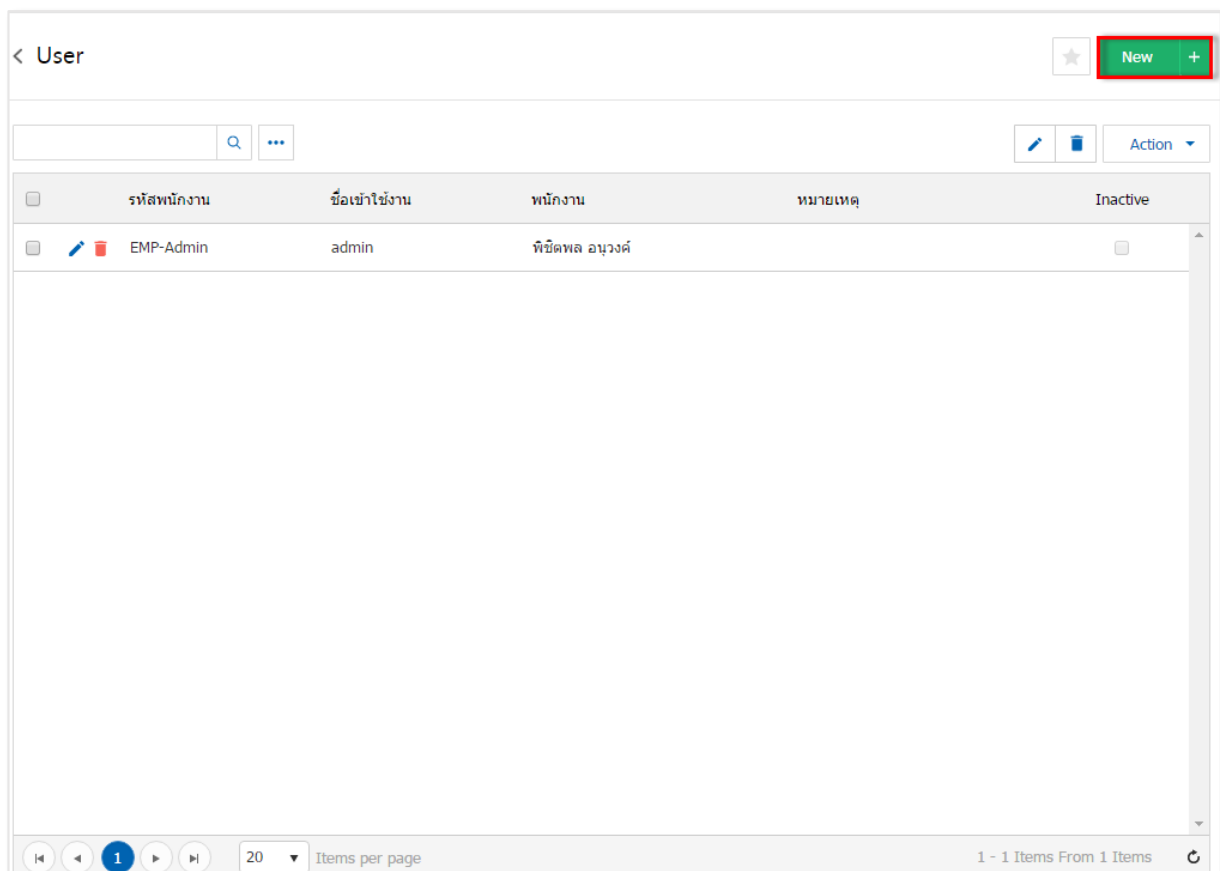 < User
New +
Action
รหัสพนักงาน ชื่อเข้าใช้งาน พนักงาน หมายเหตุ Inactive
EMP-Admin admin พิชิตพล อนุวงค์
1 20 Items per page 1 - 1 Items From 1 Items